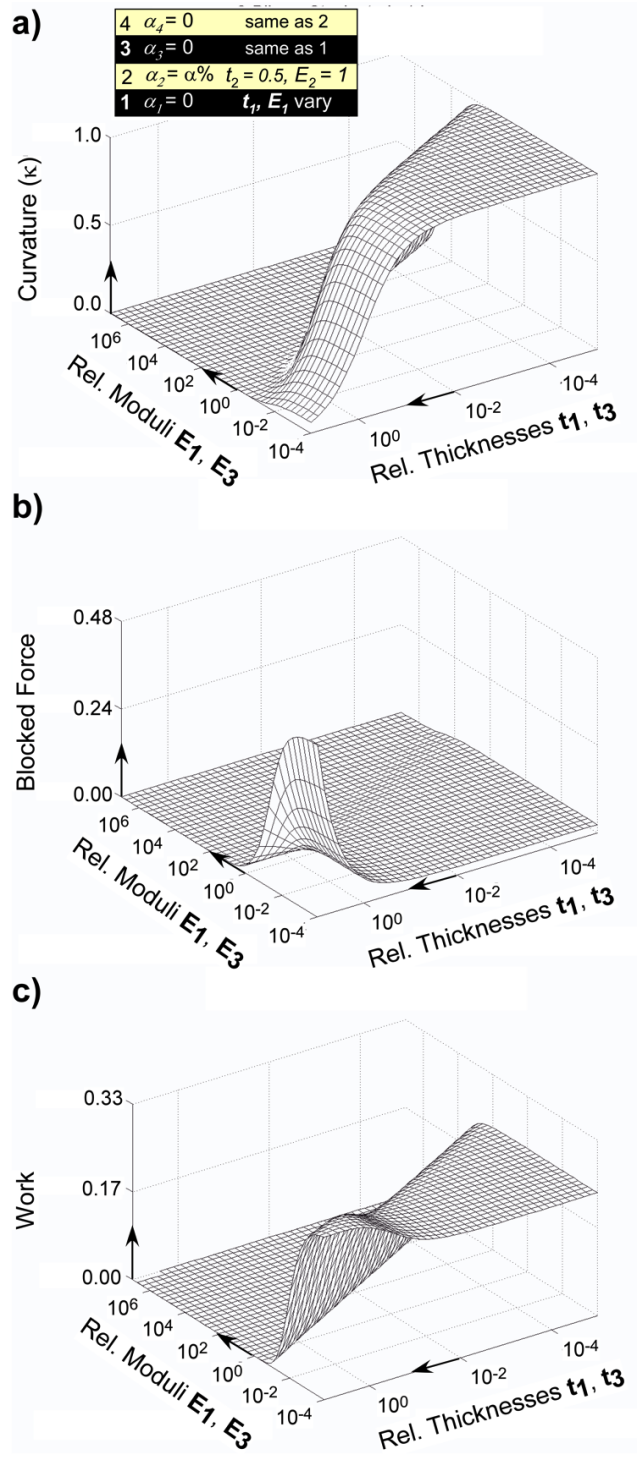 a)
4 α4 = 0 same as 2
3 α3 = 0 same as 1
2 α2 = α% t2 = 0.5, E2 = 1
1 α1 = 0 t1, E1 vary
1.0
0.5
0.0
Curvature (κ)
10^6
10^4
10^2
10^0
10^-2
10^-4
Rel. Moduli E1, E3
10^0
10^-2
10^-4
Rel. Thicknesses t1, t3
b)
0.48
0.24
0.00
Blocked Force
10^6
10^4
10^2
10^0
10^-2
10^-4
Rel. Moduli E1, E3
10^0
10^-2
10^-4
Rel. Thicknesses t1, t3
c)
0.33
0.17
0.00
Work
10^6
10^4
10^2
10^0
10^-2
10^-4
Rel. Moduli E1, E3
10^0
10^-2
10^-4
Rel. Thicknesses t1, t3